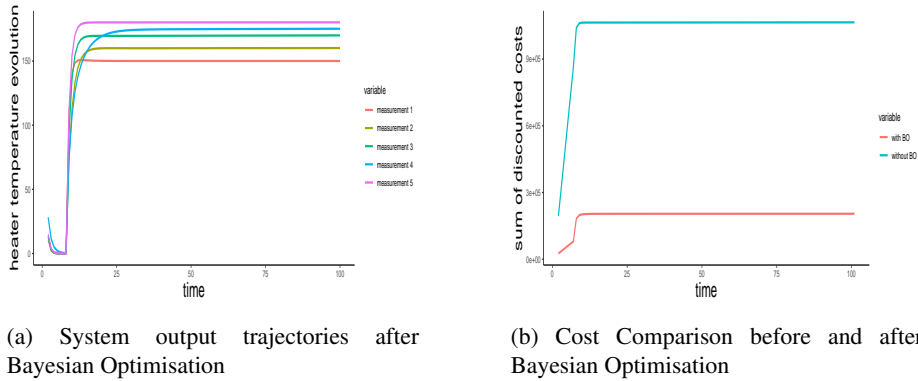 heater temperature evolution
150
100
50
0
0
25
50
75
100
time
variable
measurement 1
measurement 2
measurement 3
measurement 4
measurement 5
sum of discounted costs
9e+05
6e+05
3e+05
0e+00
0
25
50
75
100
time
variable
with BO
without BO
(a) System output trajectories after
Bayesian Optimisation
(b) Cost Comparison before and after
Bayesian Optimisation